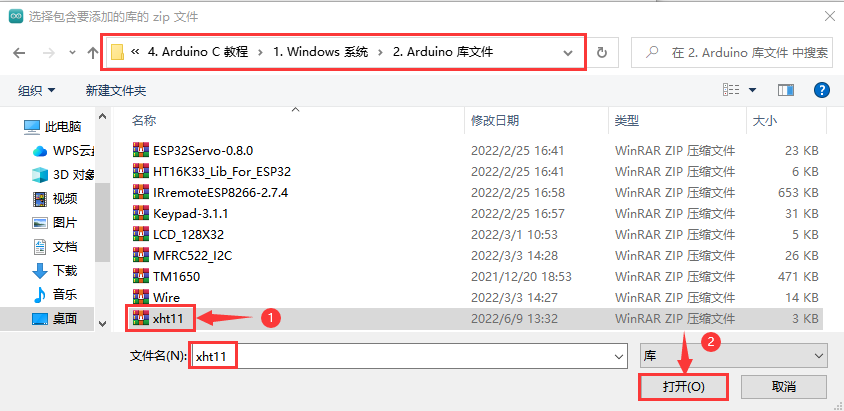 选择包含要添加的库的 zip 文件
« 4. Arduino C 教程 › 1. Windows 系统 › 2. Arduino 库文件
在 2. Arduino 库文件 中搜索
组织 新建文件夹
名称 修改日期 类型 大小
此电脑
WPS云盘
3D 对象
视频
图片
文档
下载
音乐
桌面
ESP32Servo-0.8.0 2022/2/25 16:41 WinRAR ZIP 压缩文件 23 KB
HT16K33_Lib_For_ESP32 2022/2/25 16:41 WinRAR ZIP 压缩文件 6 KB
IRremoteESP8266-2.7.4 2022/2/25 16:58 WinRAR ZIP 压缩文件 653 KB
Keypad-3.1.1 2022/2/25 16:57 WinRAR ZIP 压缩文件 31 KB
LCD_128X32 2022/3/1 10:53 WinRAR ZIP 压缩文件 5 KB
MFRC522_I2C 2022/3/3 14:28 WinRAR ZIP 压缩文件 26 KB
TM1650 2021/12/20 18:53 WinRAR ZIP 压缩文件 471 KB
Wire 2022/3/3 14:27 WinRAR ZIP 压缩文件 14 KB
xht11 2022/6/9 13:32 WinRAR ZIP 压缩文件 3 KB
1
文件名(N): xht11 库
2
打开(O) 取消